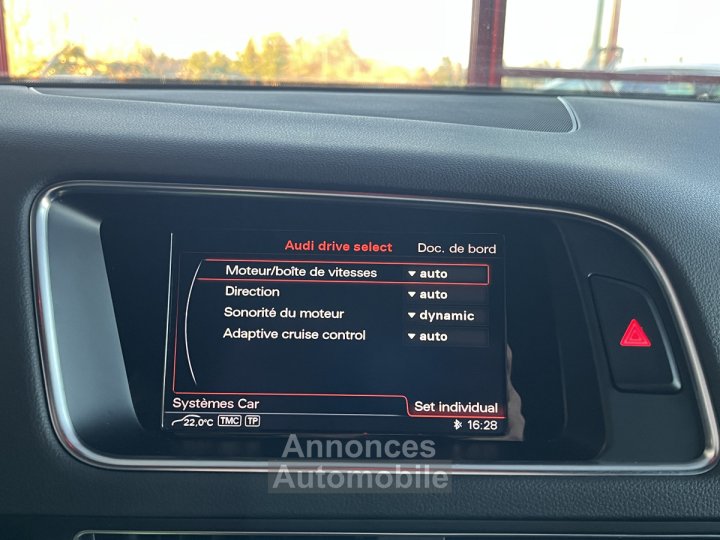 Audi drive select Doc. de bord
Moteur/boîte de vitesses auto
Direction auto
Sonorité du moteur dynamic
Adaptive cruise control auto
Systèmes Car Set individual
22,0°C TMC TP 16:28
Annonces
Automobile